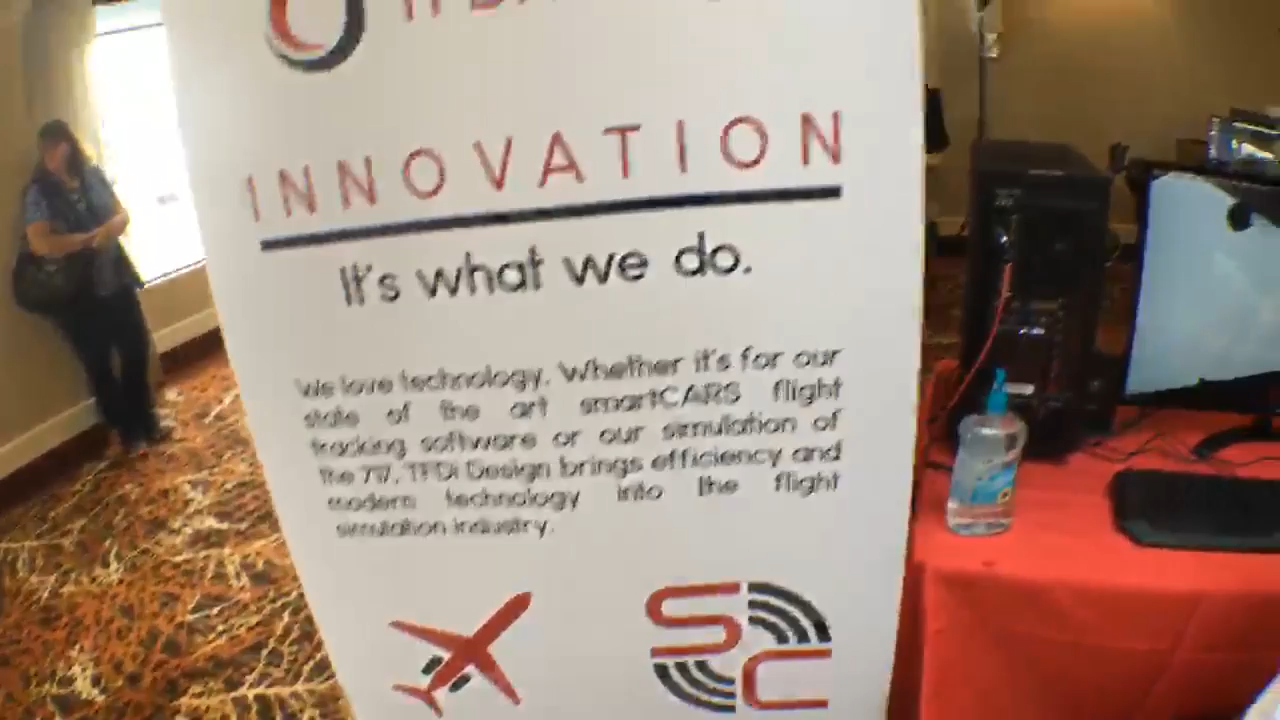 INNOVATION
It's what we do.
We love technology. Whether it's for our
state of the art smartCARS flight
tracking software or our simulation of
the 717, TFDi Design brings efficiency and
modern technology into the flight
simulation industry.
SC